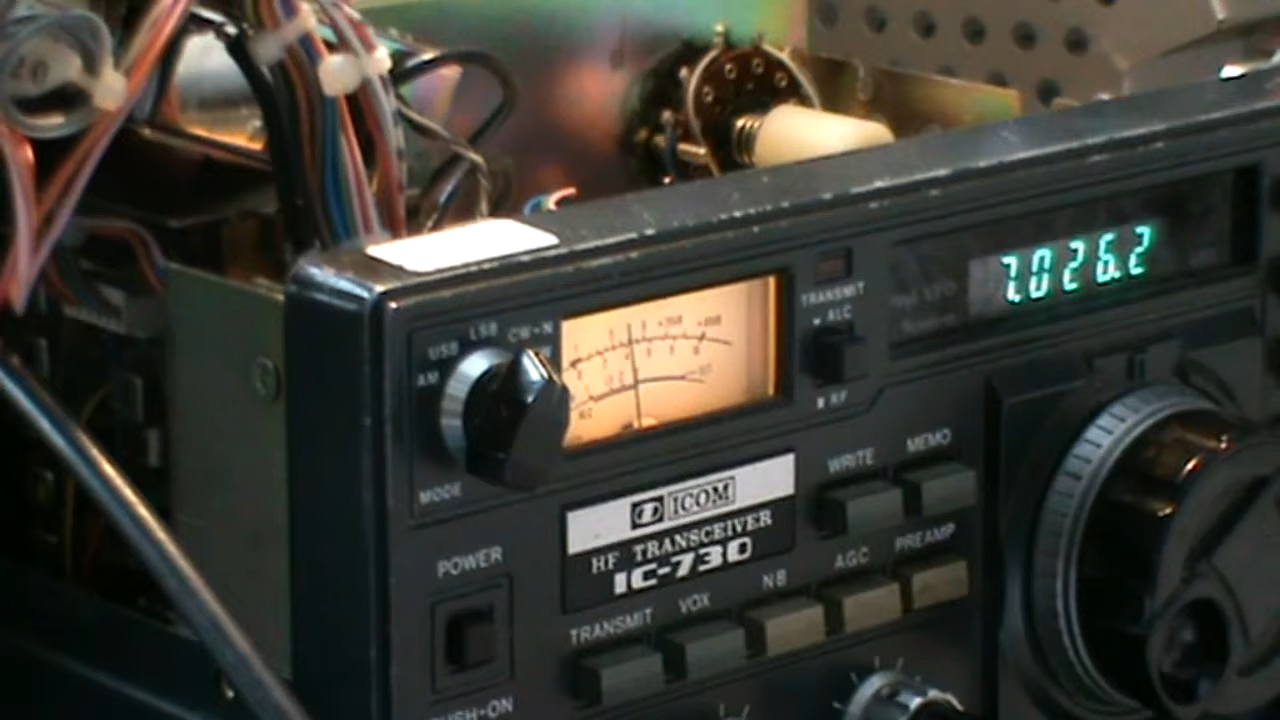 7.026.2
TRANSMIT
ALC
RF
LSB
CW-N
USB
AM
MODE
ICOM
HF TRANSCEIVER
IC-730
WRITE
MEMO
POWER
TRANSMIT
VOX
NB
AGC
PREAMP